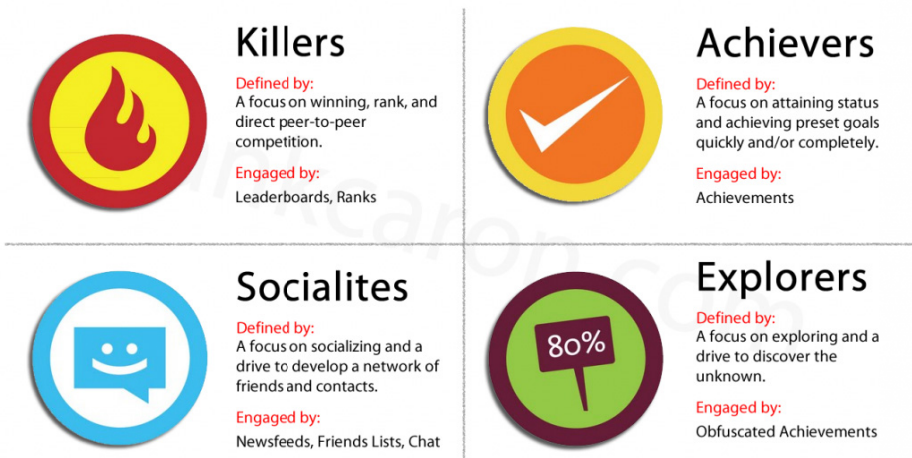 Killers
Defined by:
A focus on winning, rank, and
direct peer-to-peer
competition.
Engaged by:
Leaderboards, Ranks
Achievers
Defined by:
A focus on attaining status
and achieving preset goals
quickly and/or completely.
Engaged by:
Achievements
Socialites
Defined by:
A focus on socializing and a
drive to develop a network of
friends and contacts.
Engaged by:
Newsfeeds, Friends Lists, Chat
80%
Explorers
Defined by:
A focus on exploring and a
drive to discover the
unknown.
Engaged by:
Obfuscated Achievements